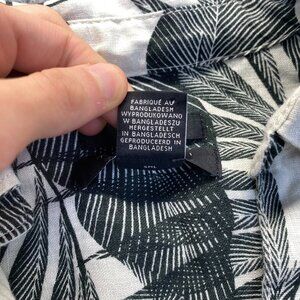 FABRIQUÉ AU
BANGLADESH
WYPRODUKOWANO
W BANGLADESZU
HERGESTELLT
IN BANGLADESCH
GEPRODUCEERD IN
BANGLADESH